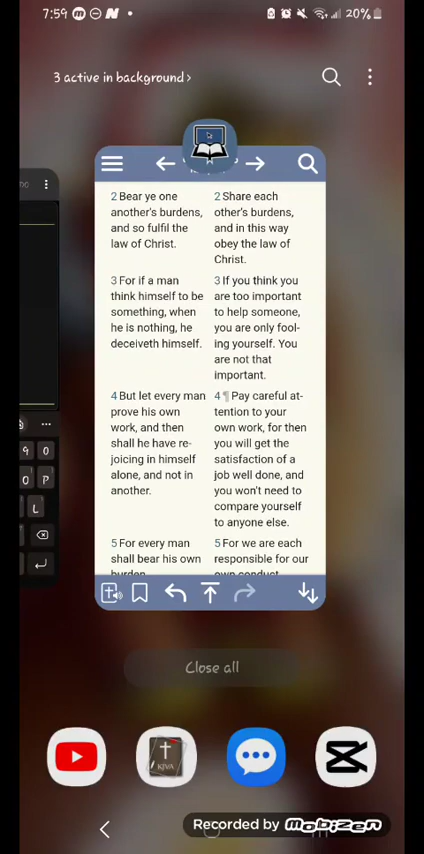 7:59
20%
3 active in background >
2 Bear ye one
another's burdens,
and so fulfil the
law of Christ.
3 For if a man
think himself to be
something, when
he is nothing, he
deceiveth himself.
4 But let every man
prove his own
work, and then
shall he have re-
joicing in himself
alone, and not in
another.
5 For every man
shall bear his own
burden.
2 Share each
other's burdens,
and in this way
obey the law of
Christ.
3 If you think you
are too important
to help someone,
you are only fool-
ing yourself. You
are not that
important.
4 ¶ Pay careful at-
tention to your
own work, for then
you will get the
satisfaction of a
job well done, and
you won't need to
compare yourself
to anyone else.
5 For we are each
responsible for our
own conduct.
9 0
O P
L
Close all
KJVA
Recorded by mobizen